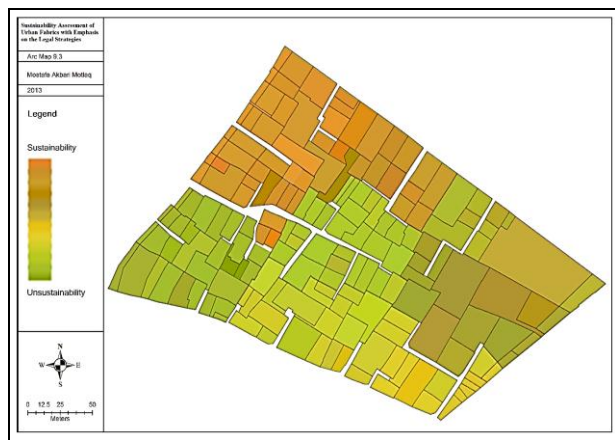 Sustainability Assessment of
Urban Fabrics with Emphasis
on the Legal Strategies
Arc Map 9.3
Mostafa Akbari Motlaq
2013
Legend
Sustainability
Unsustainability
N
W E
S
0 12.5 25 50
Meters